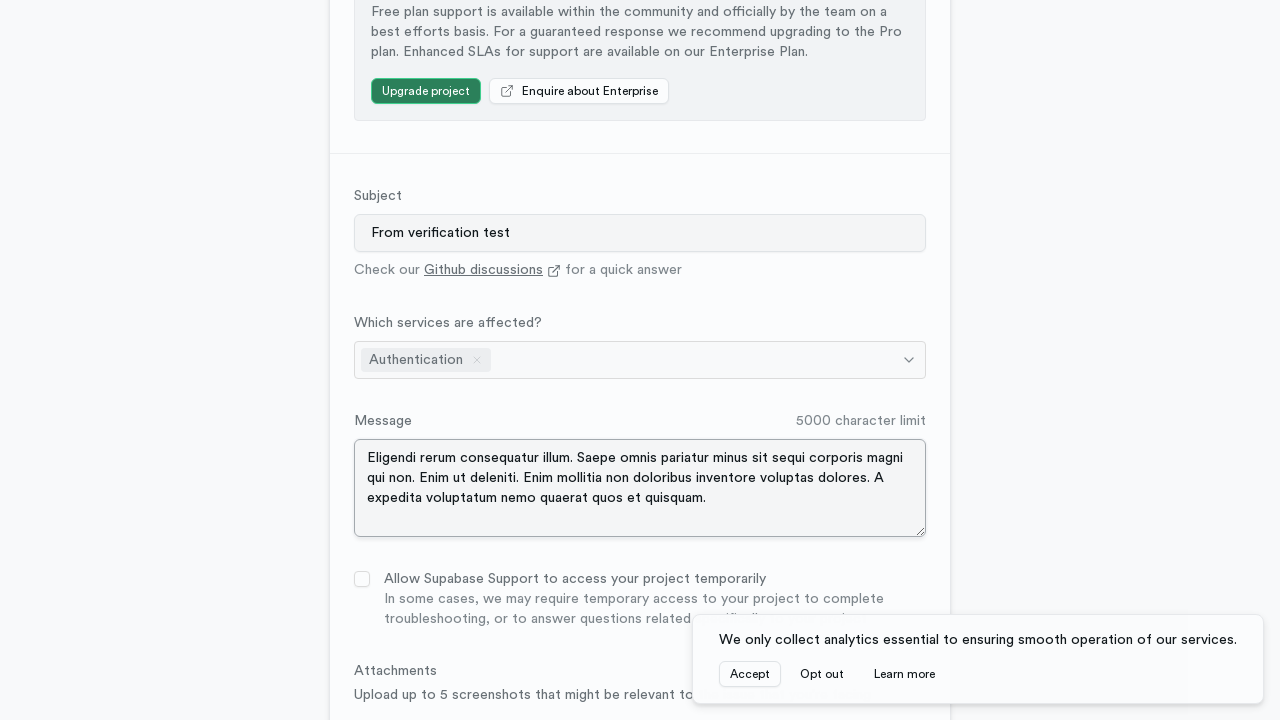 Free plan support is available within the community and officially by the team on a
best efforts basis. For a guaranteed response we recommend upgrading to the Pro
plan. Enhanced SLAs for support are available on our Enterprise Plan.
Upgrade project
Enquire about Enterprise
Subject
From verification test
Check our Github discussions for a quick answer
Which services are affected?
Authentication
Message
5000 character limit
Eligendi rerum consequatur illum. Saepe omnis pariatur minus sit sequi corporis magni
qui non. Enim ut deleniti. Enim mollitia non doloribus inventore voluptas dolores. A
expedita voluptatum nemo quaerat quos et quisquam.
Allow Supabase Support to access your project temporarily
In some cases, we may require temporary access to your project to complete
troubleshooting, or to answer questions related
Attachments
Upload up to 5 screenshots that might be relevant to
We only collect analytics essential to ensuring smooth operation of our services.
Accept
Opt out
Learn more